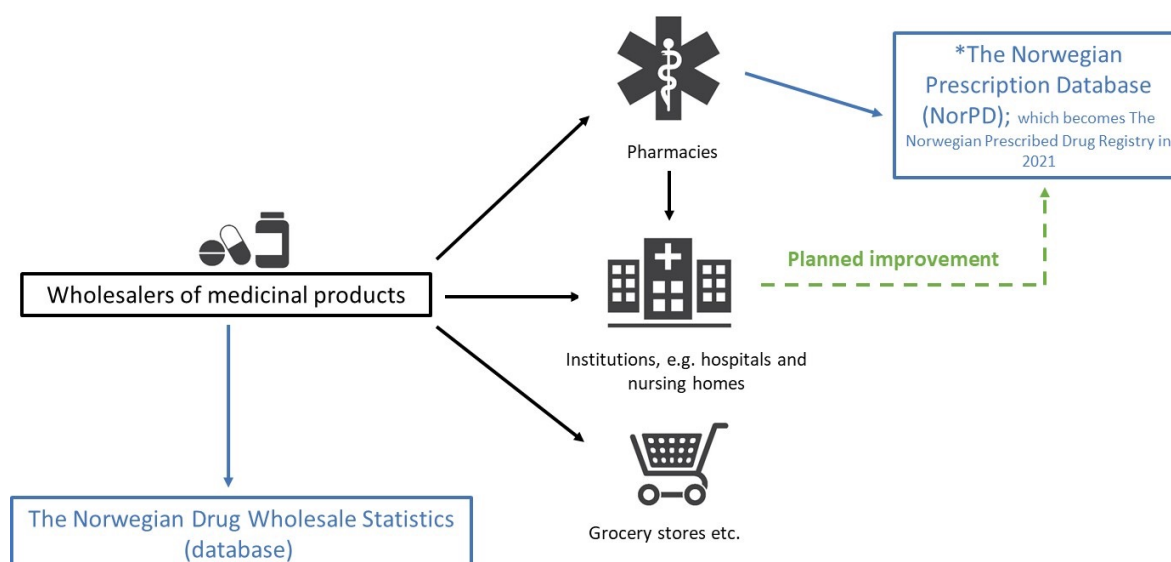 *The Norwegian
Prescription Database
(NorPD); which becomes The
Norwegian Prescribed Drug Registry in
2021
Pharmacies
Planned improvement
Wholesalers of medicinal products
Institutions, e.g. hospitals and
nursing homes
Grocery stores etc.
The Norwegian Drug Wholesale Statistics
(database)